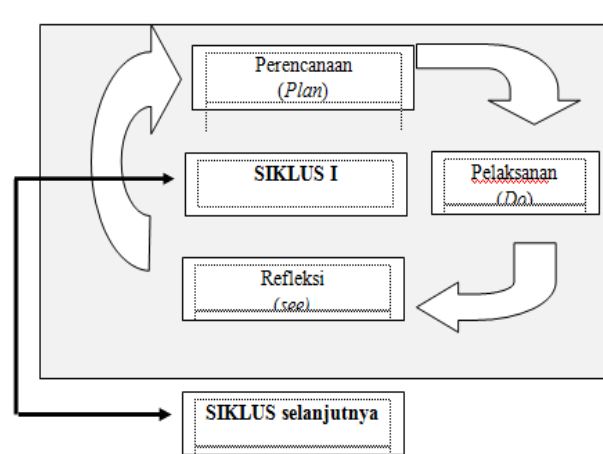 Perencanaan
(Plan)
SIKLUS I
Pelaksanan
(Do)
Refleksi
(see)
SIKLUS selanjutnya